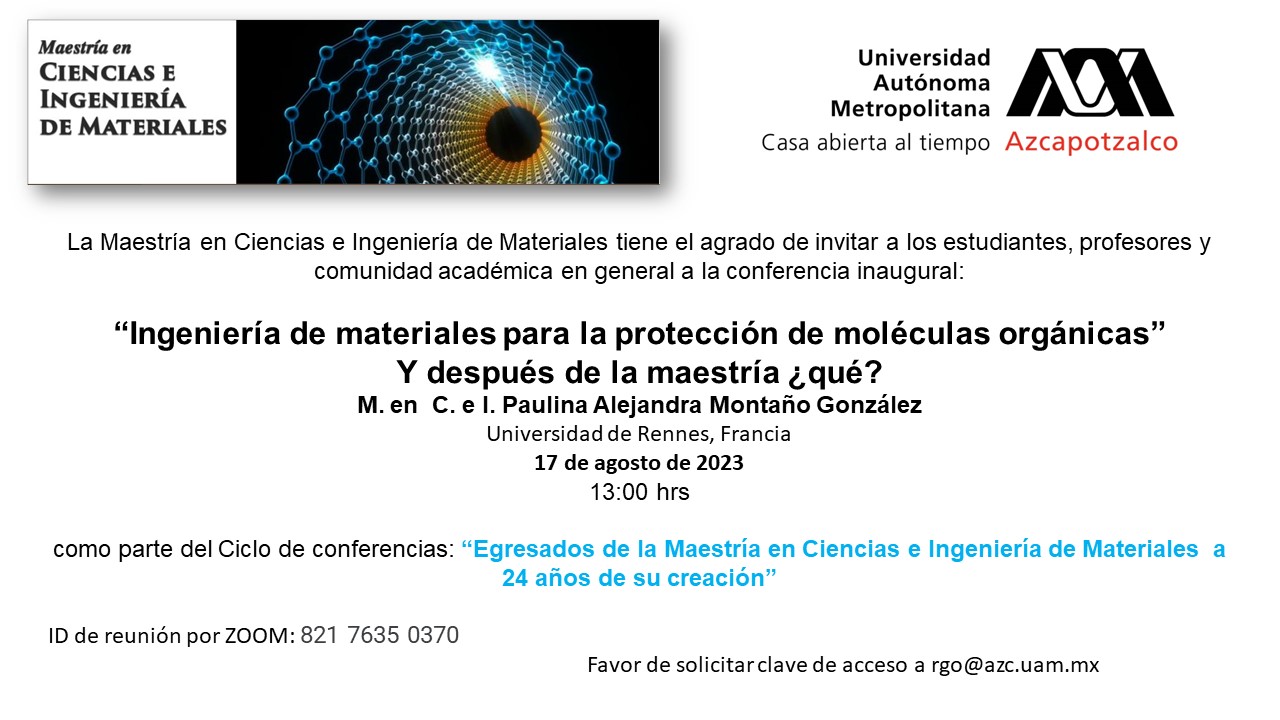 Maestría en
CIENCIAS E
INGENIERÍA
DE MATERIALES
Universidad
Autónoma
Metropolitana
Casa abierta al tiempo Azcapotzalco
La Maestría en Ciencias e Ingeniería de Materiales tiene el agrado de invitar a los estudiantes, profesores y
comunidad académica en general a la conferencia inaugural:
“Ingeniería de materiales para la protección de moléculas orgánicas”
Y después de la maestría ¿qué?
M. en C. e I. Paulina Alejandra Montaño González
Universidad de Rennes, Francia
17 de agosto de 2023
13:00 hrs
como parte del Ciclo de conferencias: “Egresados de la Maestría en Ciencias e Ingeniería de Materiales a
24 años de su creación”
ID de reunión por ZOOM: 821 7635 0370
Favor de solicitar clave de acceso a rgo@azc.uam.mx